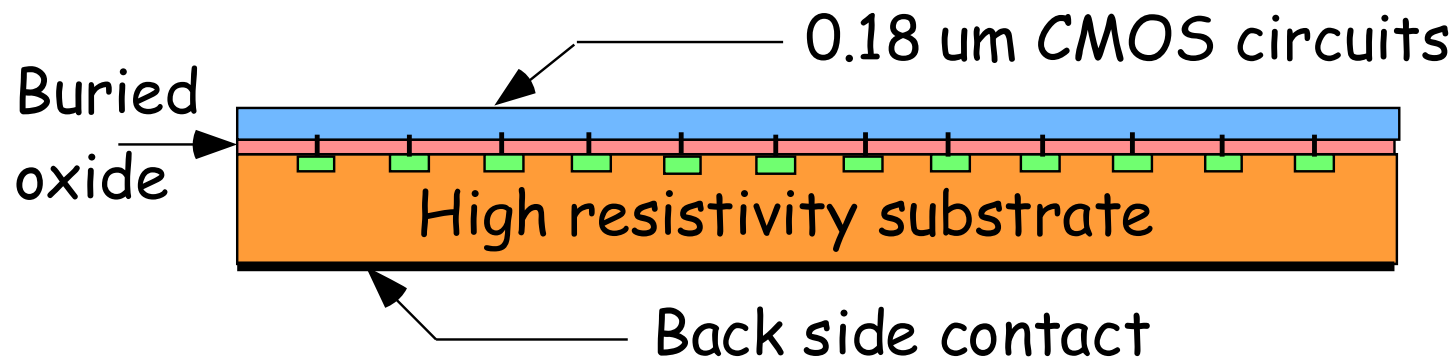 0.18 um CMOS circuits
Buried
oxide
High resistivity substrate
Back side contact